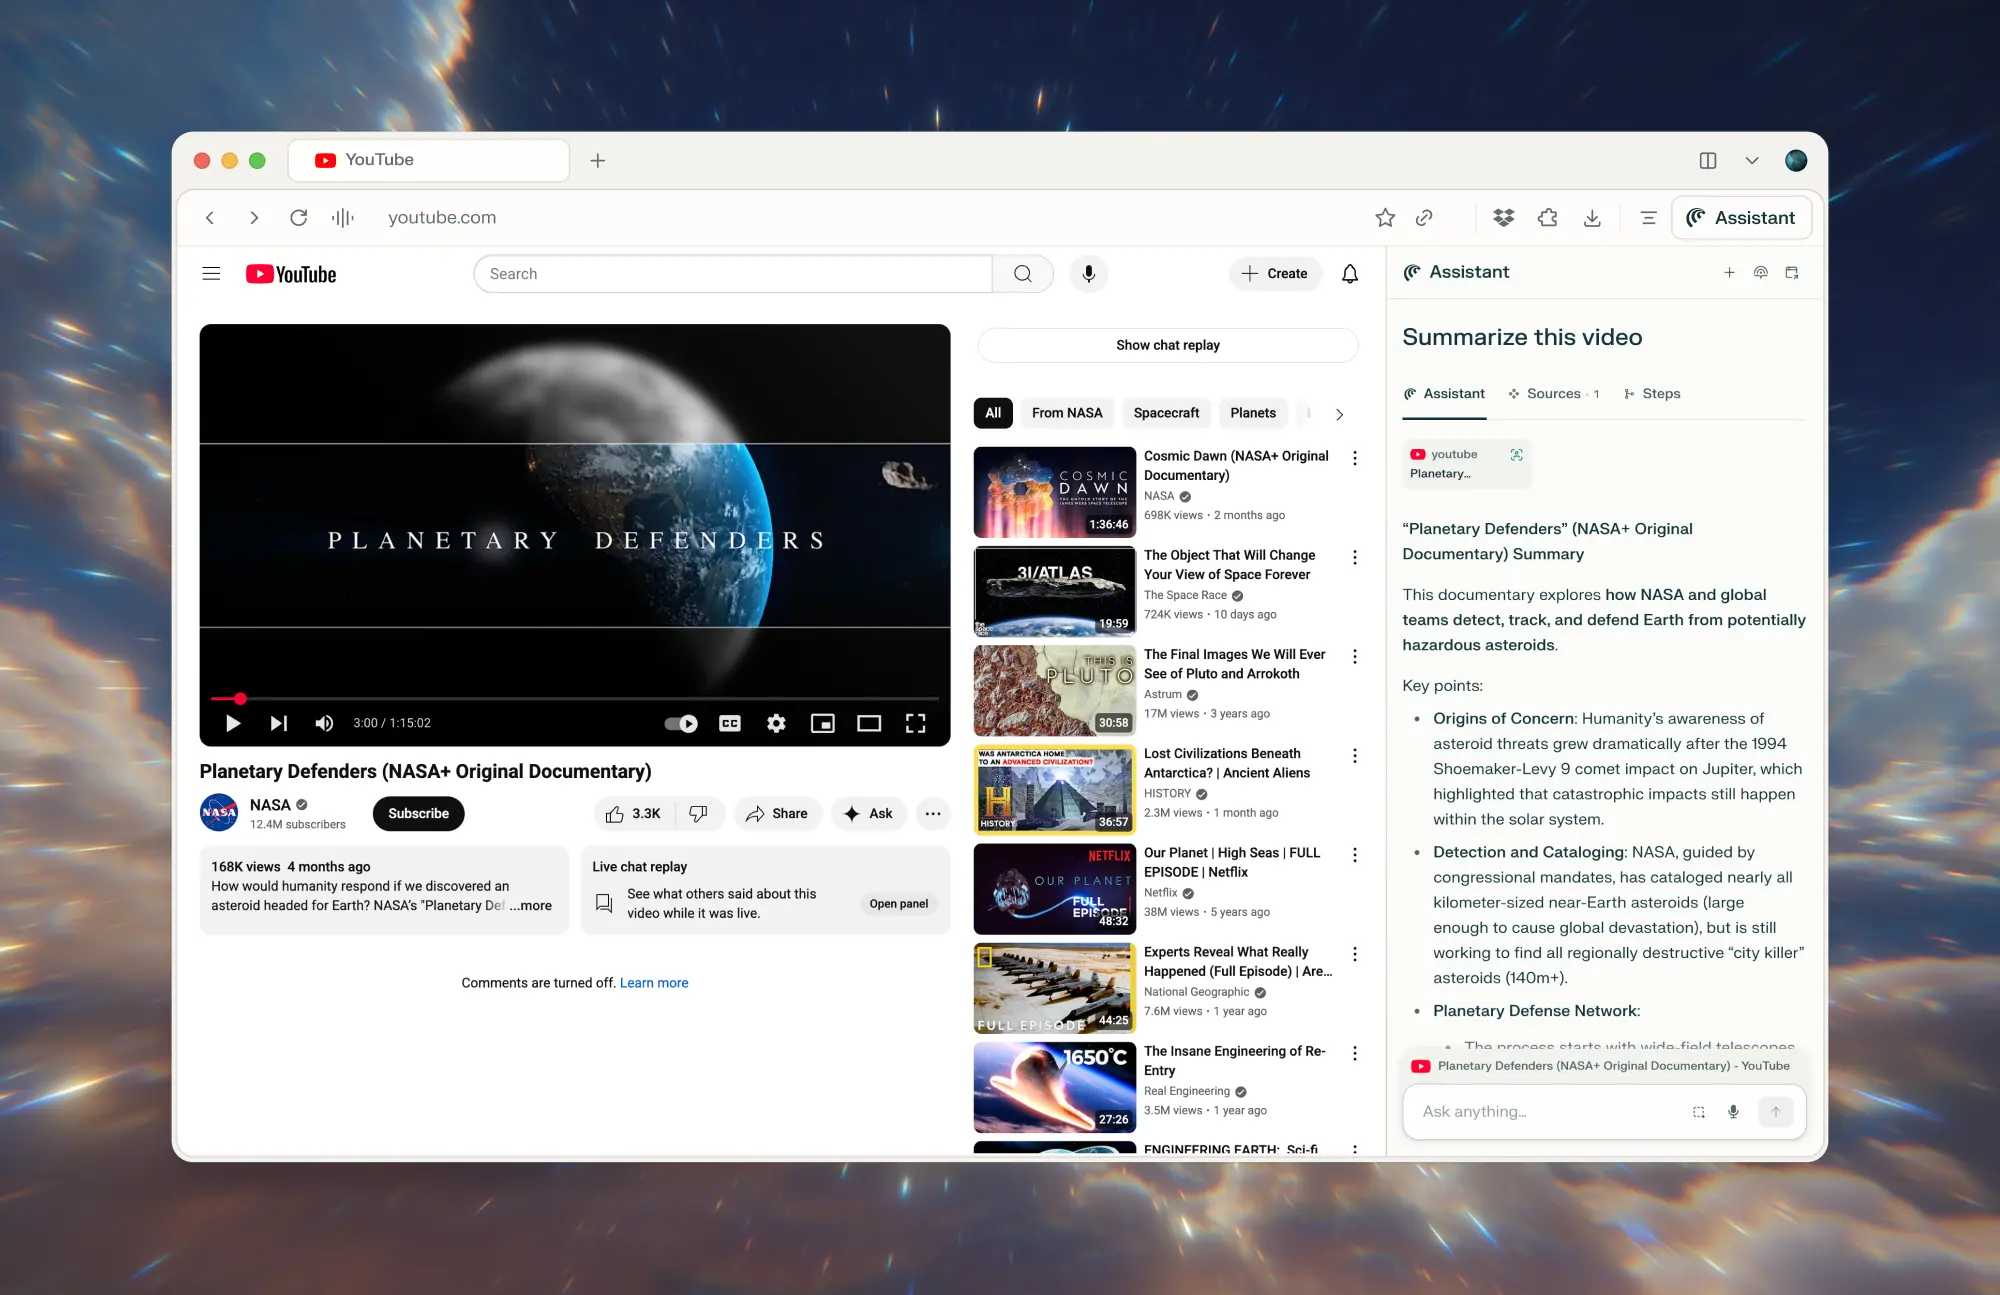 YouTube
youtube.com
Assistant
YouTube
Search
Create
PLANETARY DEFENDERS
3:00 / 1:15:02
CC
Planetary Defenders (NASA+ Original Documentary)
NASA
NASA
12.4M subscribers
Subscribe
3.3K
Share
Ask
168K views 4 months ago
How would humanity respond if we discovered an
asteroid headed for Earth? NASA's "Planetary Def ...more
Live chat replay
See what others said about this
video while it was live.
Open panel
Comments are turned off. Learn more
Show chat replay
All
From NASA
Spacecraft
Planets
COSMIC
DAWN
THE UNTOLD STORY OF THE
JAMES WEBB SPACE TELESCOPE
1:36:46
Cosmic Dawn (NASA+ Original
Documentary)
NASA
698K views • 2 months ago
3I/ATLAS
the
space
race
19:59
The Object That Will Change
Your View of Space Forever
The Space Race
724K views • 10 days ago
THIS IS
PLUTO
30:58
The Final Images We Will Ever
See of Pluto and Arrokoth
Astrum
17M views • 3 years ago
WAS ANTARCTICA HOME
TO AN ADVANCED CIVILIZATION?
H
HISTORY
36:57
Lost Civilizations Beneath
Antarctica? | Ancient Aliens
HISTORY
2.3M views • 1 month ago
NETFLIX
OUR PLANET
FULL
EPISODE
48:32
Our Planet | High Seas | FULL
EPISODE | Netflix
Netflix
38M views • 5 years ago
FULL EPISODE
44:25
Experts Reveal What Really
Happened (Full Episode) | Are...
National Geographic
7.6M views • 1 year ago
1650°C
27:26
The Insane Engineering of Re-
Entry
Real Engineering
3.5M views • 1 year ago
ENGINEERING EARTH: Sci-fi
Assistant
Summarize this video
Assistant
Sources · 1
Steps
youtube
Planetary...
“Planetary Defenders” (NASA+ Original
Documentary) Summary
This documentary explores how NASA and global
teams detect, track, and defend Earth from potentially
hazardous asteroids.
Key points:
• Origins of Concern: Humanity’s awareness of
asteroid threats grew dramatically after the 1994
Shoemaker-Levy 9 comet impact on Jupiter, which
highlighted that catastrophic impacts still happen
within the solar system.
• Detection and Cataloging: NASA, guided by
congressional mandates, has cataloged nearly all
kilometer-sized near-Earth asteroids (large
enough to cause global devastation), but is still
working to find all regionally destructive “city killer”
asteroids (140m+).
• Planetary Defense Network:
• The process starts with wide-field telescopes
Planetary Defenders (NASA+ Original Documentary) - YouTube
Ask anything...